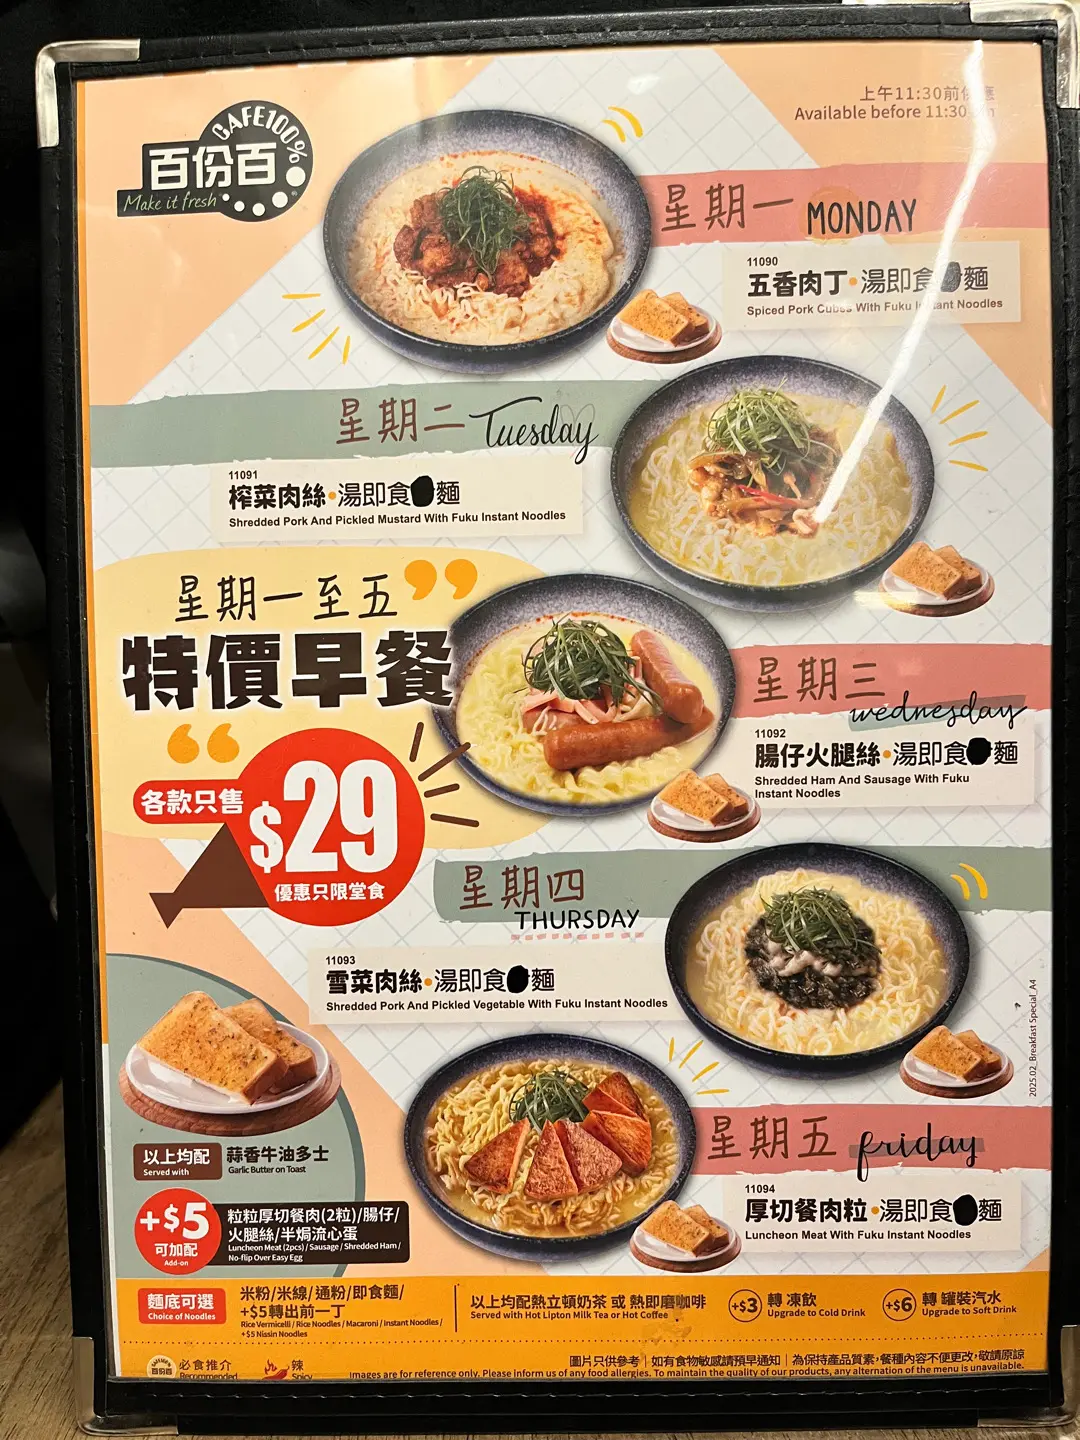 CAFE100%
百份百
Make it fresh
上午11:30前供應
Available before 11:30am
星期一 MONDAY
11090
五香肉丁·湯即食麵
Spiced Pork Cubes With Fuku Instant Noodles
星期二 Tuesday
11091
榨菜肉絲·湯即食麵
Shredded Pork And Pickled Mustard With Fuku Instant Noodles
星期一至五
特價早餐
各款只售
$29
優惠只限堂食
星期三
wednesday
11092
腸仔火腿絲·湯即食麵
Shredded Ham And Sausage With Fuku
Instant Noodles
星期四
THURSDAY
11093
雪菜肉絲·湯即食麵
Shredded Pork And Pickled Vegetable With Fuku Instant Noodles
2025.02_Breakfast Special_A4
星期五 friday
11094
厚切餐肉粒·湯即食麵
Luncheon Meat With Fuku Instant Noodles
以上均配 蒜香牛油多士
Served with Garlic Butter on Toast
+$5
可加配
Add-on
粒粒厚切餐肉(2粒)/腸仔/
火腿絲/半焗流心蛋
Luncheon Meat (2pcs) / Sausage / Shredded Ham /
No-flip Over Easy Egg
麵底可選
Choice of Noodles
米粉/米線/通粉/即食麵/
+$5轉出前一丁
Rice Vermicelli / Rice Noodles / Macaroni / Instant Noodles /
+$5 Nissin Noodles
以上均配熱立頓奶茶 或 熱即磨咖啡
Served with Hot Lipton Milk Tea or Hot Coffee
+$3 轉 凍飲
Upgrade to Cold Drink
+$6 轉 罐裝汽水
Upgrade to Soft Drink
CAFE100%
百份百
必食推介
Recommended
辣
Spicy
圖片只供參考｜如有食物敏感請預早通知｜為保持產品質素,餐種內容不便更改,敬請原諒
Images are for reference only. Please inform us of any food allergies. To maintain the quality of our products, any alteration of the menu is unavailable.